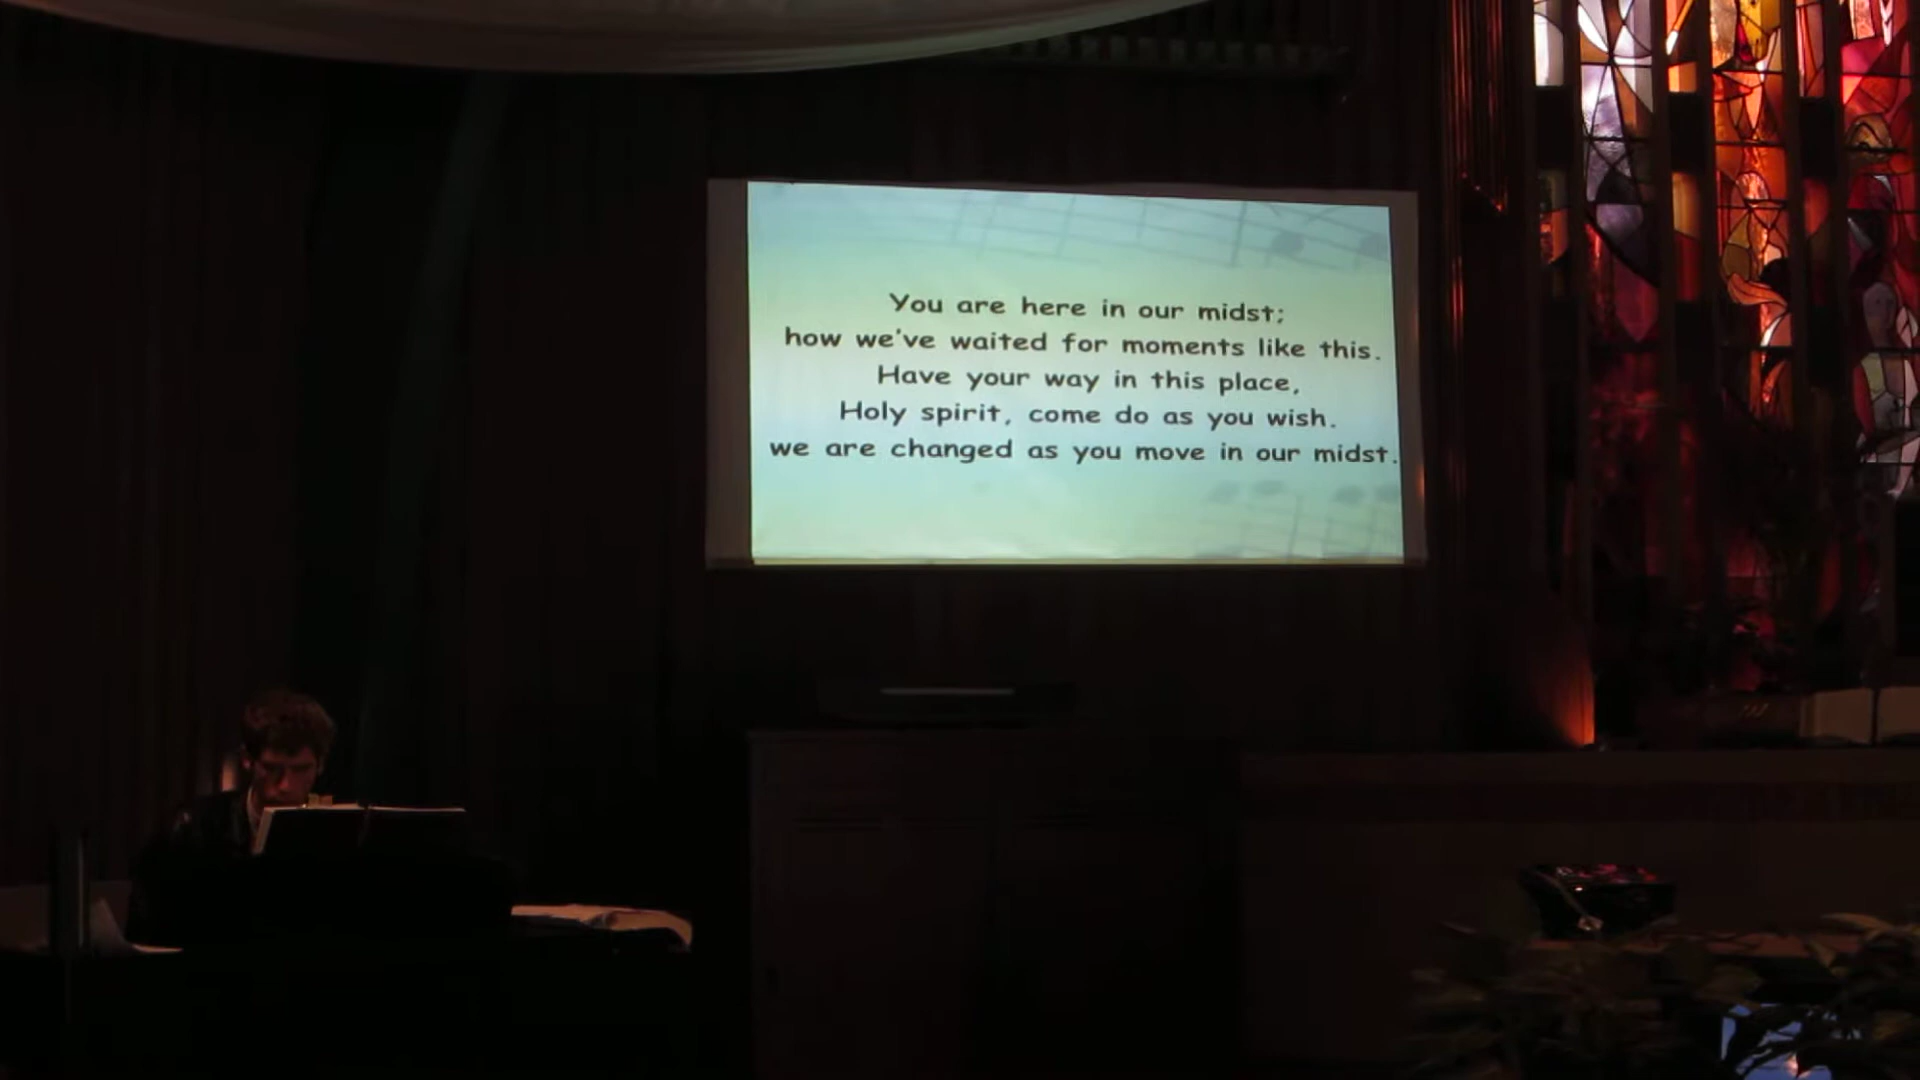 You are here in our midst;
how we've waited for moments like this.
Have your way in this place,
Holy spirit, come do as you wish.
we are changed as you move in our midst.